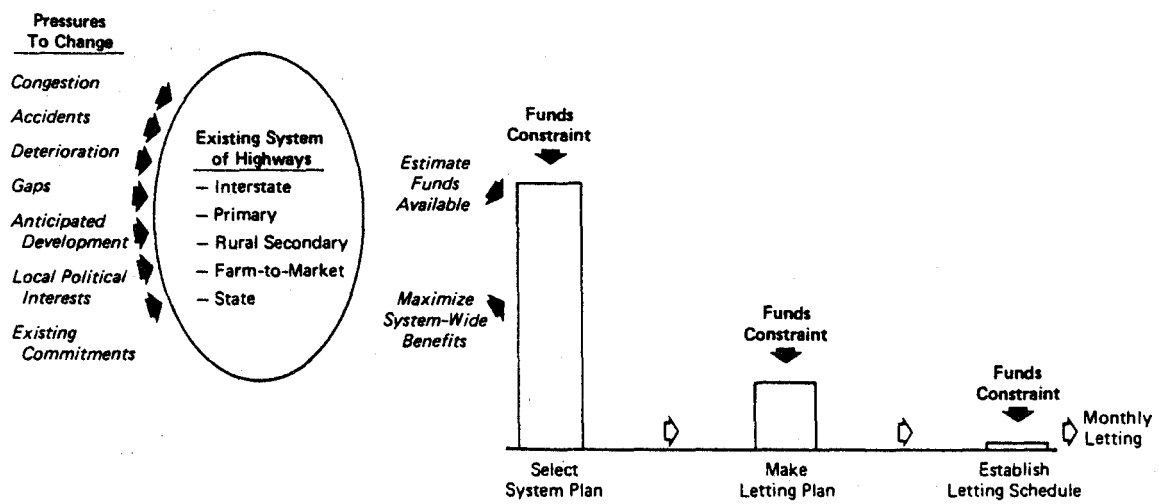 Pressures
To Change
Congestion
Accidents
Deterioration
Gaps
Anticipated
Development
Local Political
Interests
Existing
Commitments
Existing System
of Highways
– Interstate
– Primary
– Rural Secondary
– Farm-to-Market
– State
Estimate
Funds
Available
Maximize
System-Wide
Benefits
Funds
Constraint
Select
System Plan
Funds
Constraint
Make
Letting Plan
Funds
Constraint
Establish
Letting Schedule
Monthly
Letting